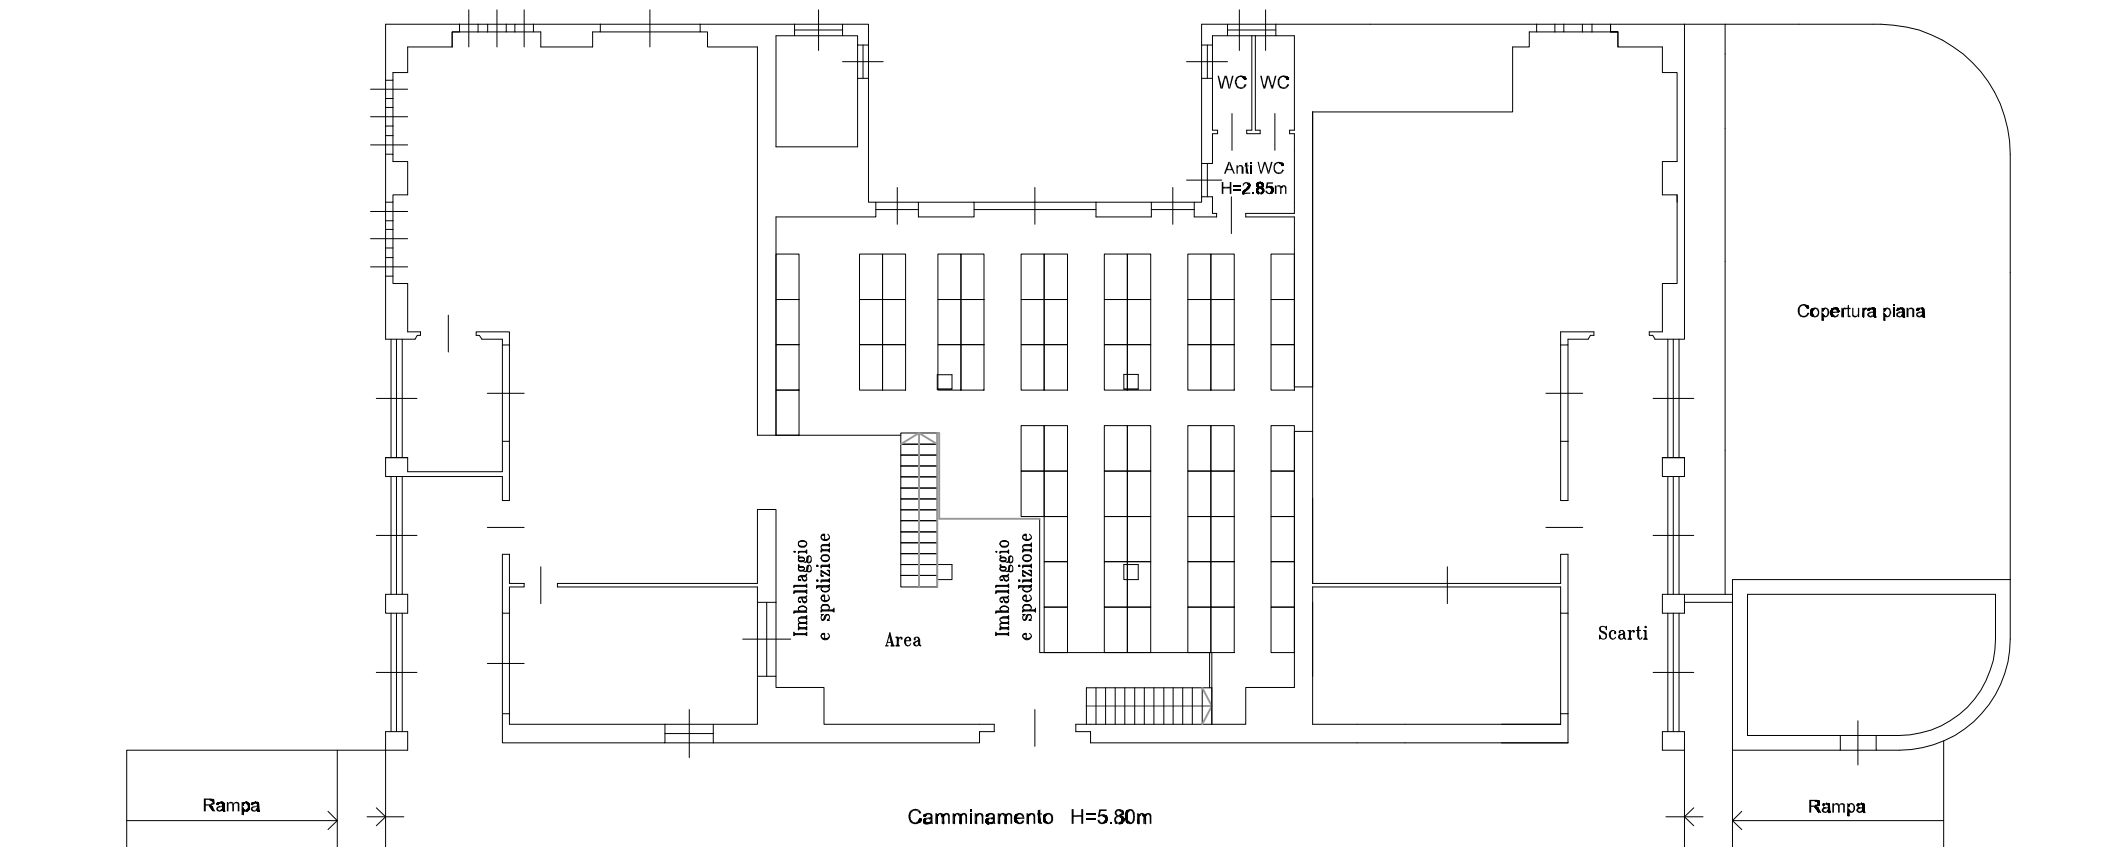 WC
WC
Anti WC
H=2.85m
Copertura piana
Imballaggio
e spedizione
Imballaggio
e spedizione
Area
Scarti
Rampa
Camminamento H=5.80m
Rampa